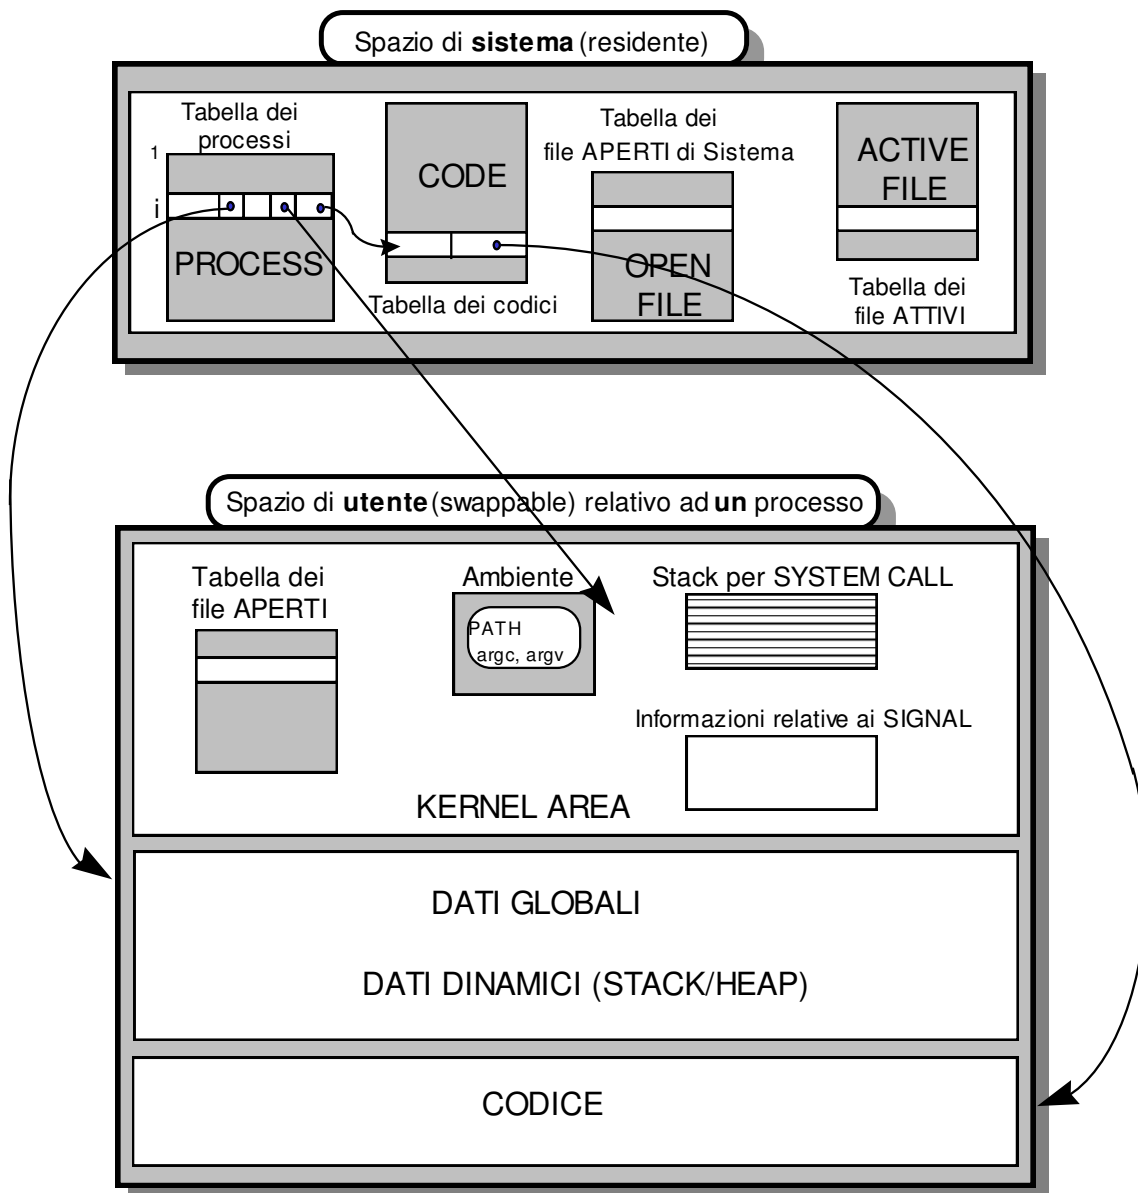 Spazio di sistema (residente)
Tabella dei
processi
1
i
PROCESS
CODE
Tabella dei codici
Tabella dei
file APERTI di Sistema
OPEN
FILE
ACTIVE
FILE
Tabella dei
file ATTIVI
Spazio di utente (swappable) relativo ad un processo
Tabella dei
file APERTI
Ambiente
PATH
argc, argv
Stack per SYSTEM CALL
Informazioni relative ai SIGNAL
KERNEL AREA
DATI GLOBALI
DATI DINAMICI (STACK/HEAP)
CODICE